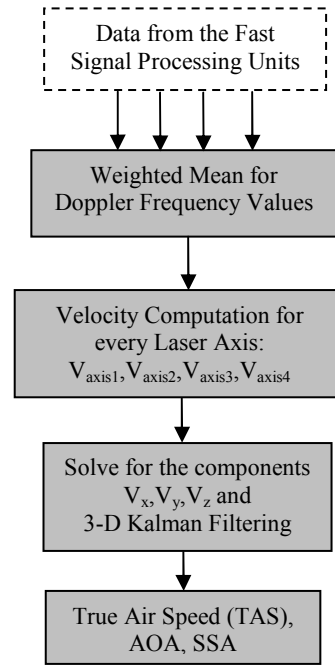 Data from the Fast
Signal Processing Units
Weighted Mean for
Doppler Frequency Values
Velocity Computation for
every Laser Axis:
Vaxis1,Vaxis2,Vaxis3,Vaxis4
Solve for the components
Vx,Vy,Vz and
3-D Kalman Filtering
True Air Speed (TAS),
AOA, SSA